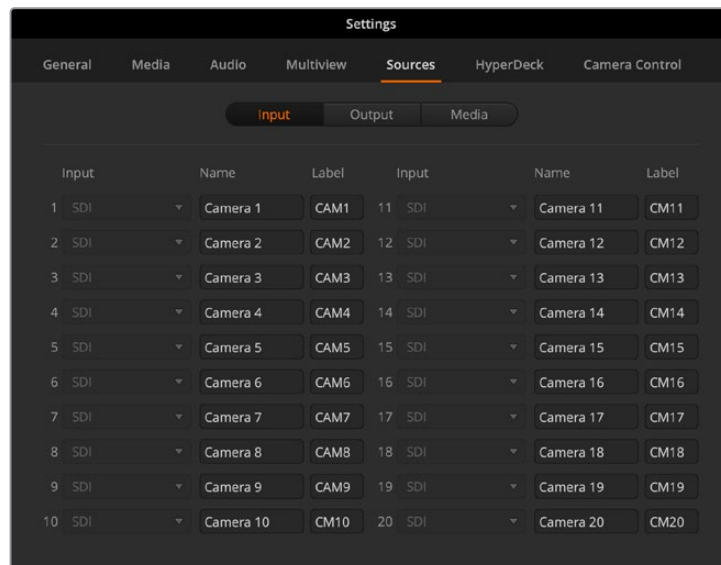 Settings
General Media Audio Multiview Sources HyperDeck Camera Control
Input Output Media
Input Name Label Input Name Label
1 SDI Camera 1 CAM1 11 SDI Camera 11 CM11
2 SDI Camera 2 CAM2 12 SDI Camera 12 CM12
3 SDI Camera 3 CAM3 13 SDI Camera 13 CM13
4 SDI Camera 4 CAM4 14 SDI Camera 14 CM14
5 SDI Camera 5 CAM5 15 SDI Camera 15 CM15
6 SDI Camera 6 CAM6 16 SDI Camera 16 CM16
7 SDI Camera 7 CAM7 17 SDI Camera 17 CM17
8 SDI Camera 8 CAM8 18 SDI Camera 18 CM18
9 SDI Camera 9 CAM9 19 SDI Camera 19 CM19
10 SDI Camera 10 CM10 20 SDI Camera 20 CM20